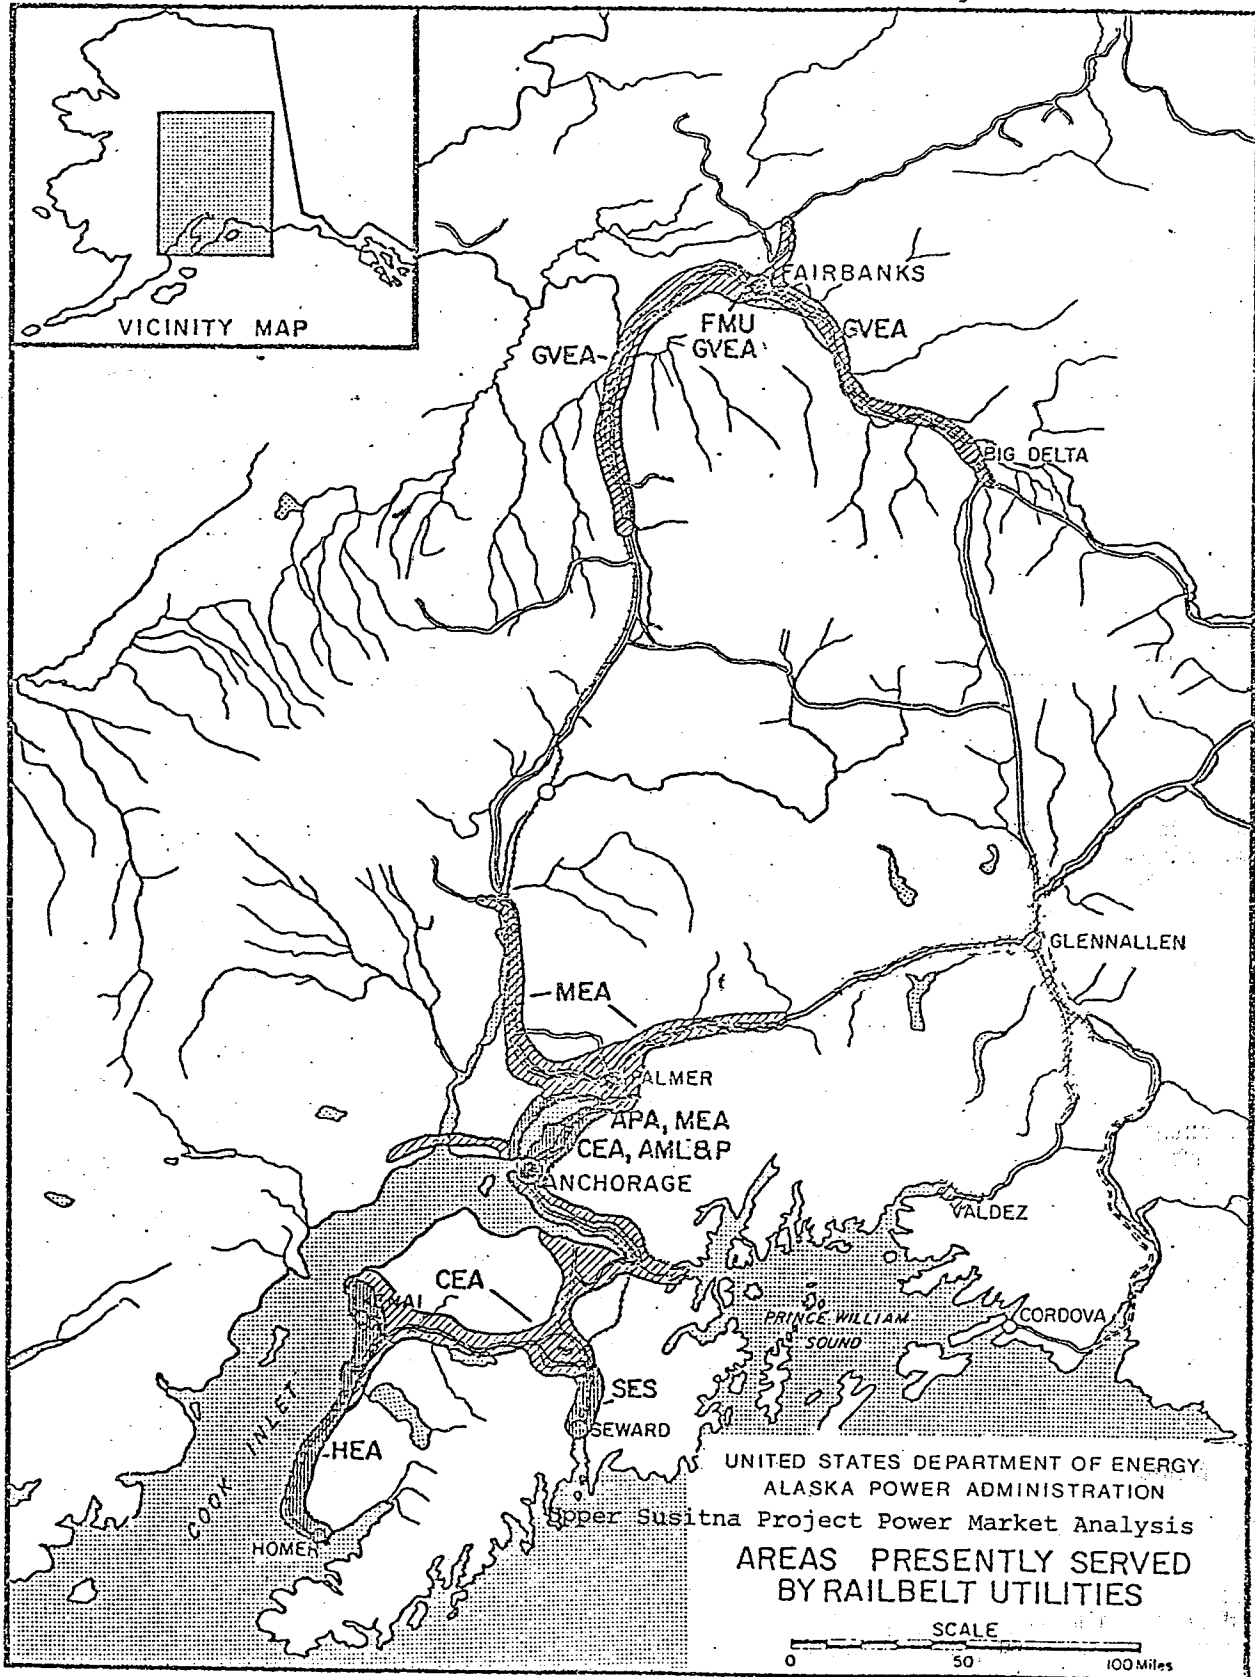 VICINITY MAP
FAIRBANKS
FMU
GVEA
GVEA
GVEA
BIG DELTA
GLENNALLEN
MEA
PALMER
APA, MEA
CEA, AML&P
ANCHORAGE
VALDEZ
CEA
PRINCE WILLIAM
SOUND
CORDOVA
SES
SEWARD
COOK INLET
HEA
HOMER
UNITED STATES DEPARTMENT OF ENERGY
ALASKA POWER ADMINISTRATION
Upper Susitna Project Power Market Analysis
AREAS PRESENTLY SERVED
BY RAILBELT UTILITIES
SCALE
0 50 100 Miles